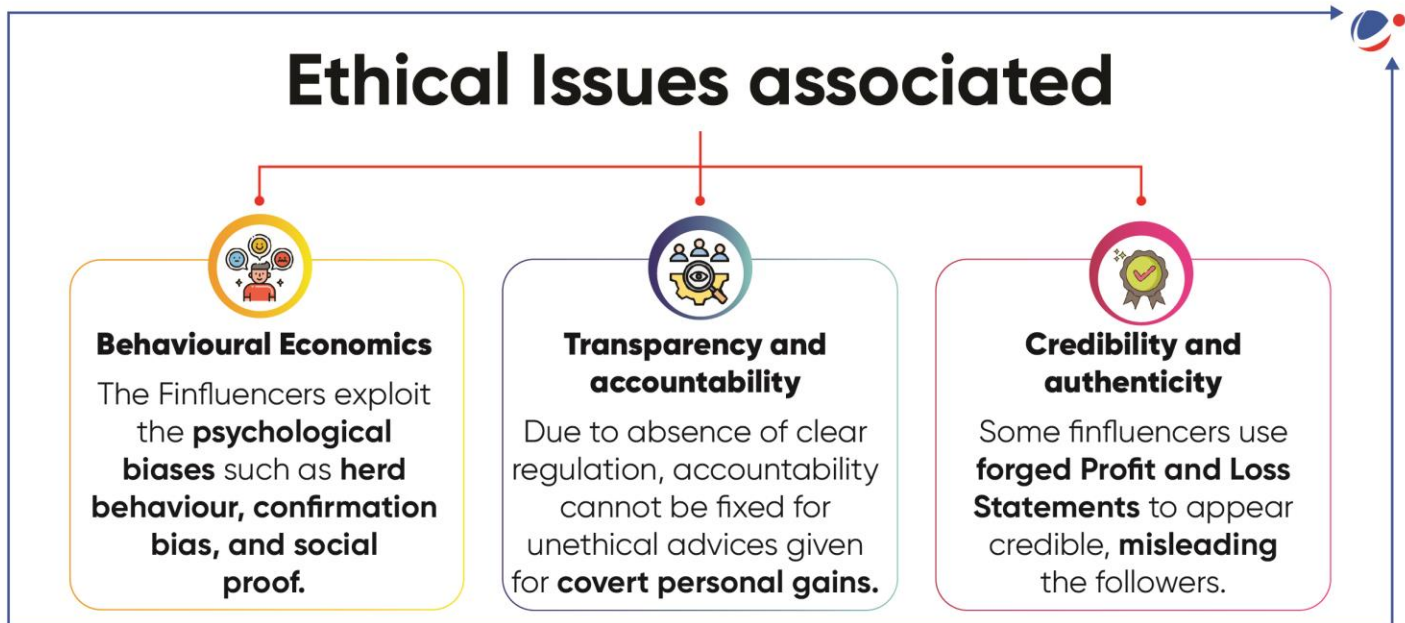 Ethical Issues associated
Behavioural Economics
The Finfluencers exploit
the psychological
biases such as herd
behaviour, confirmation
bias, and social
proof.
Transparency and
accountability
Due to absence of clear
regulation, accountability
cannot be fixed for
unethical advices given
for covert personal gains.
Credibility and
authenticity
Some finfluencers use
forged Profit and Loss
Statements to appear
credible, misleading
the followers.